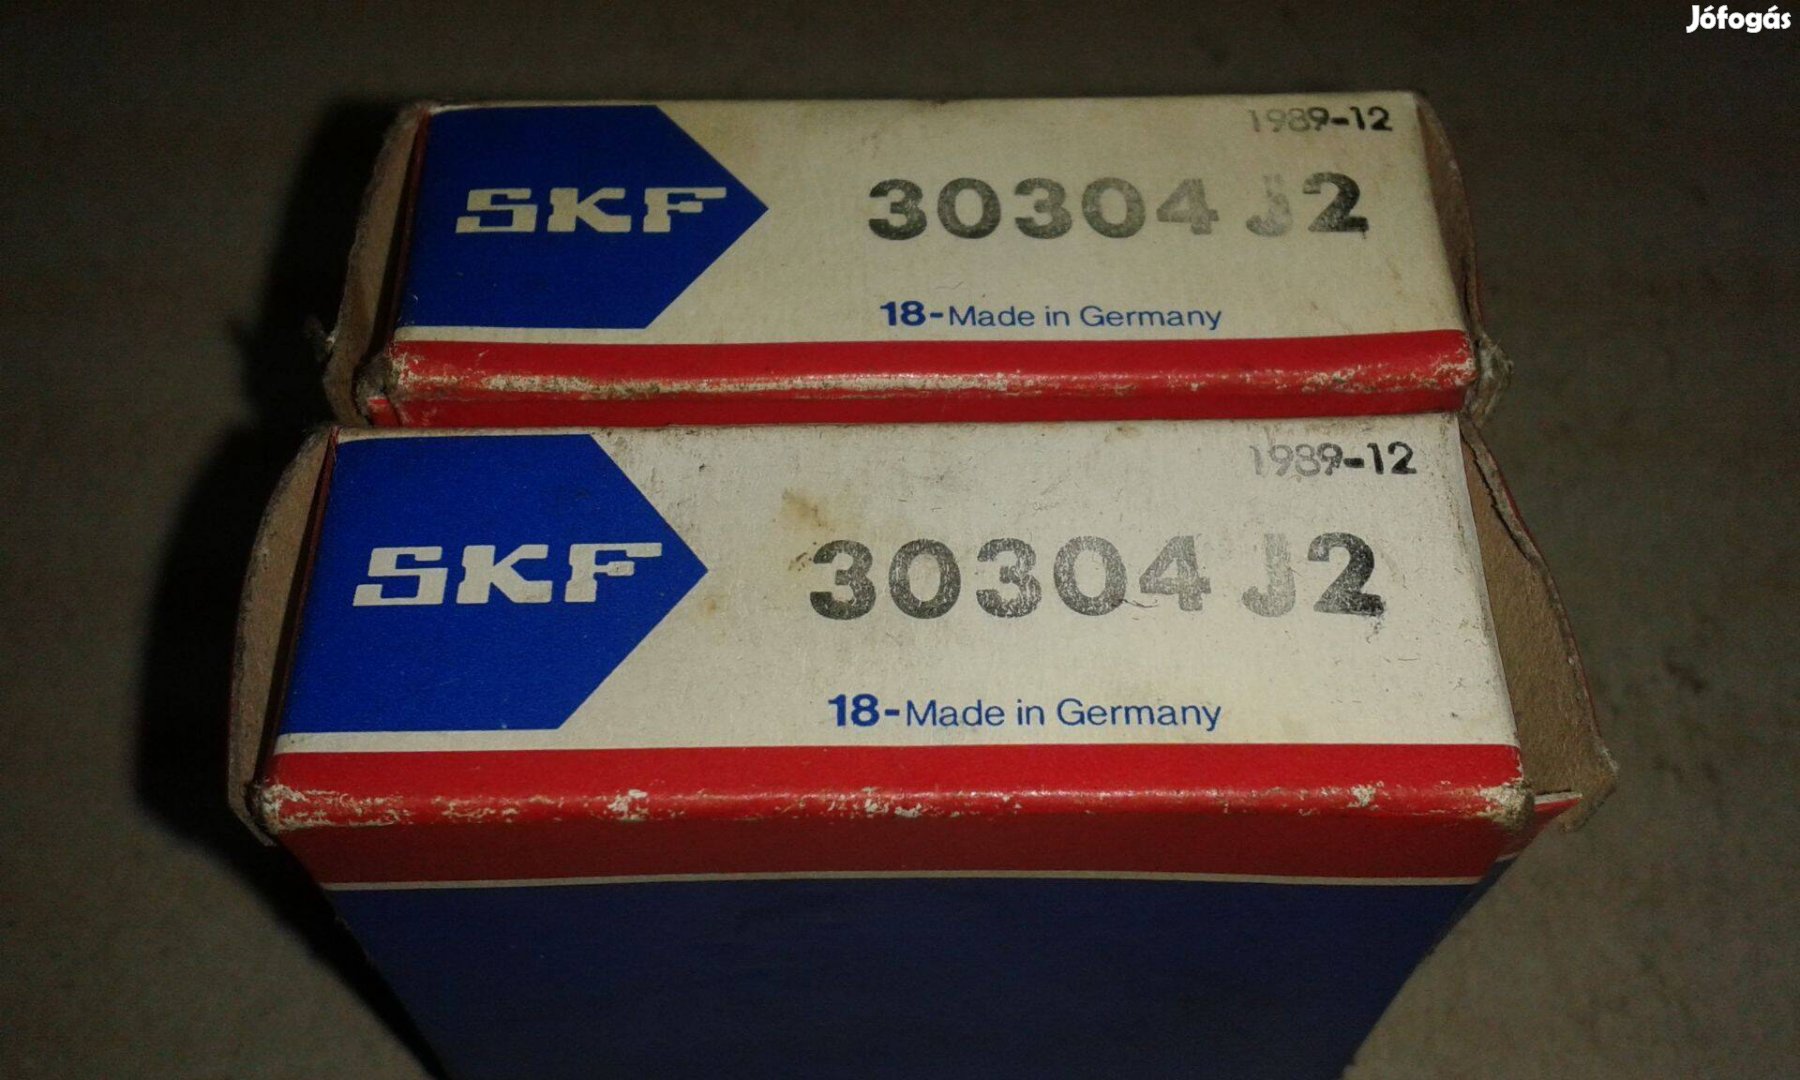 Jófogás
1989-12
SKF 30304 J2
18-Made in Germany
1989-12
SKF 30304 J2
18-Made in Germany